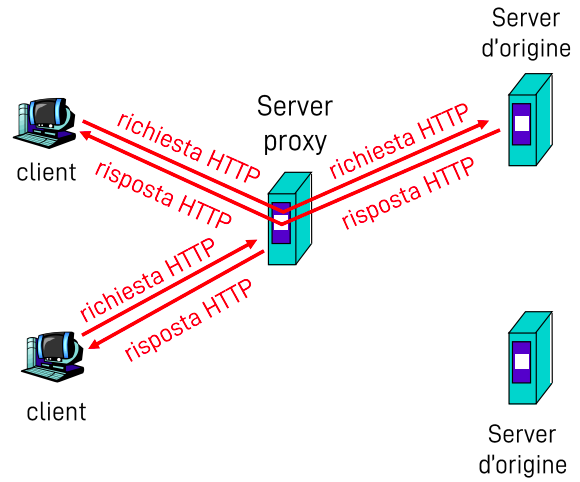 Server
d'origine
Server
proxy
richiesta HTTP
richiesta HTTP
client
risposta HTTP
risposta HTTP
richiesta HTTP
risposta HTTP
client
Server
d'origine